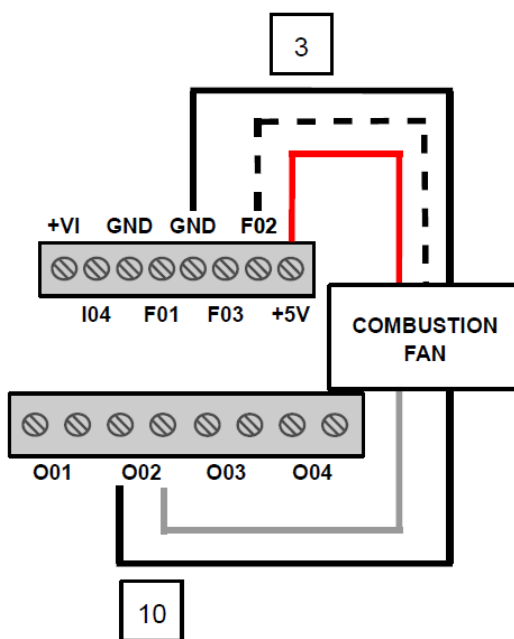 3
+VI GND GND F02
I04 F01 F03 +5V
COMBUSTION
FAN
O01 O02 O03 O04
10